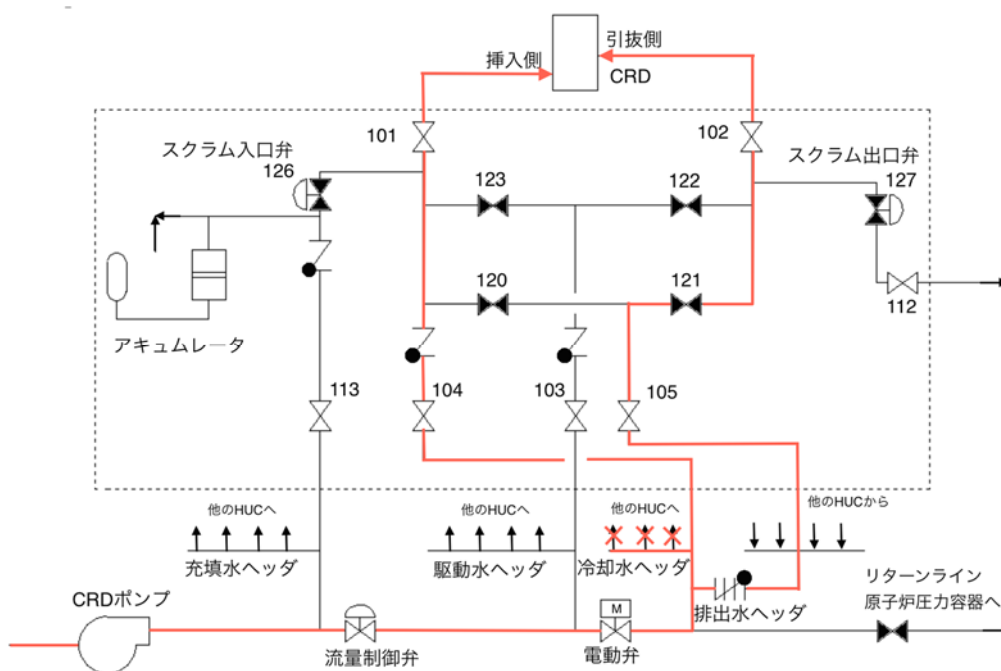 引抜側
挿入側
CRD
101
102
スクラム入口弁
126
スクラム出口弁
127
123
122
120
121
112
アキュムレータ
113
104
103
105
他のHUCへ
他のHUCへ
他のHUCへ
他のHUCから
充填水ヘッダ
駆動水ヘッダ
冷却水ヘッダ
排出水ヘッダ
リターンライン
原子炉圧力容器へ
CRDポンプ
流量制御弁
M
電動弁